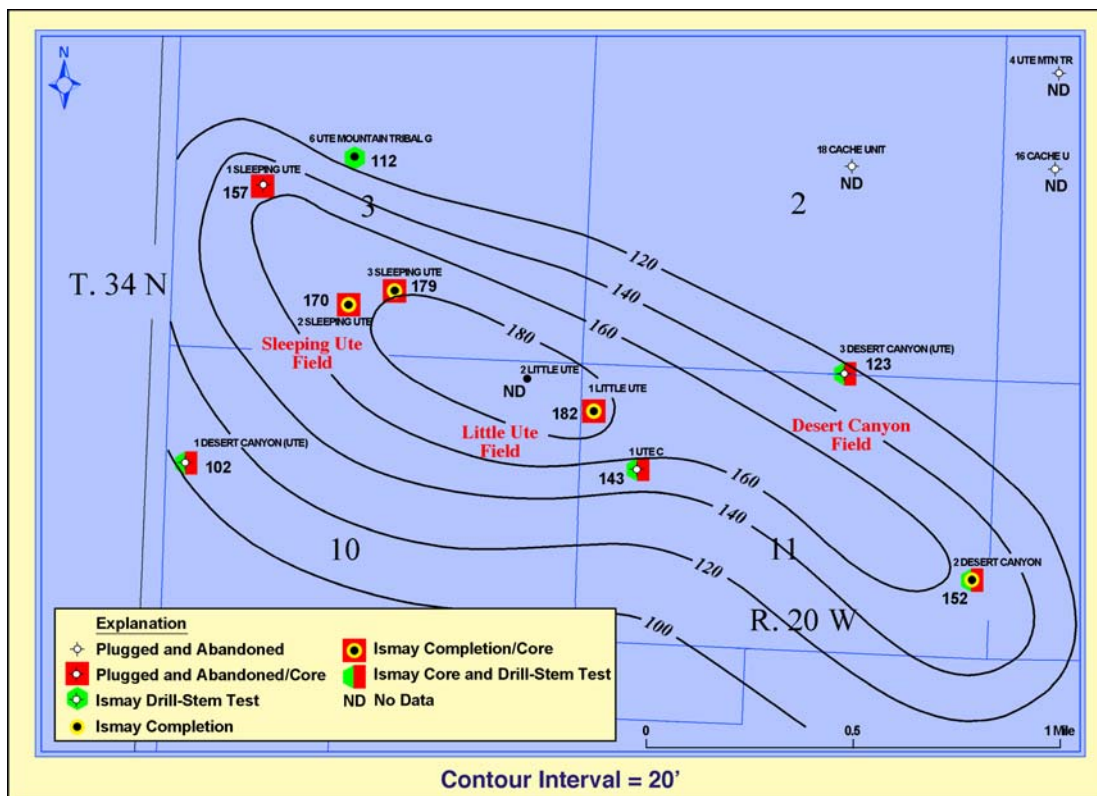 N
4 UTE MTN TR
ND
6 UTE MOUNTAIN TRIBAL G
112
18 CACHE UNIT
ND
16 CACHE U
ND
1 SLEEPING UTE
157
3
2
120
T. 34 N
3 SLEEPING UTE
179
170
2 SLEEPING UTE
140
160
180
Sleeping Ute
Field
2 LITTLE UTE
ND
1 LITTLE UTE
182
3 DESERT CANYON (UTE)
123
Little Ute
Field
Desert Canyon
Field
1 DESERT CANYON (UTE)
102
1 UTE C
143
160
140
10
11
120
2 DESERT CANYON
152
R. 20 W
100
Explanation
Plugged and Abandoned
Plugged and Abandoned/Core
Ismay Drill-Stem Test
Ismay Completion
Ismay Completion/Core
Ismay Core and Drill-Stem Test
ND No Data
0 0.5 1 Mile
Contour Interval = 20'